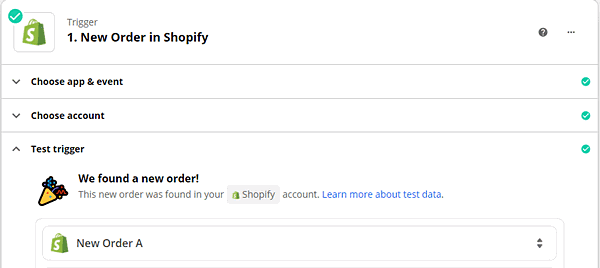 Trigger
1. New Order in Shopify
Choose app & event
Choose account
Test trigger
We found a new order!
This new order was found in your Shopify account. Learn more about test data.
New Order A